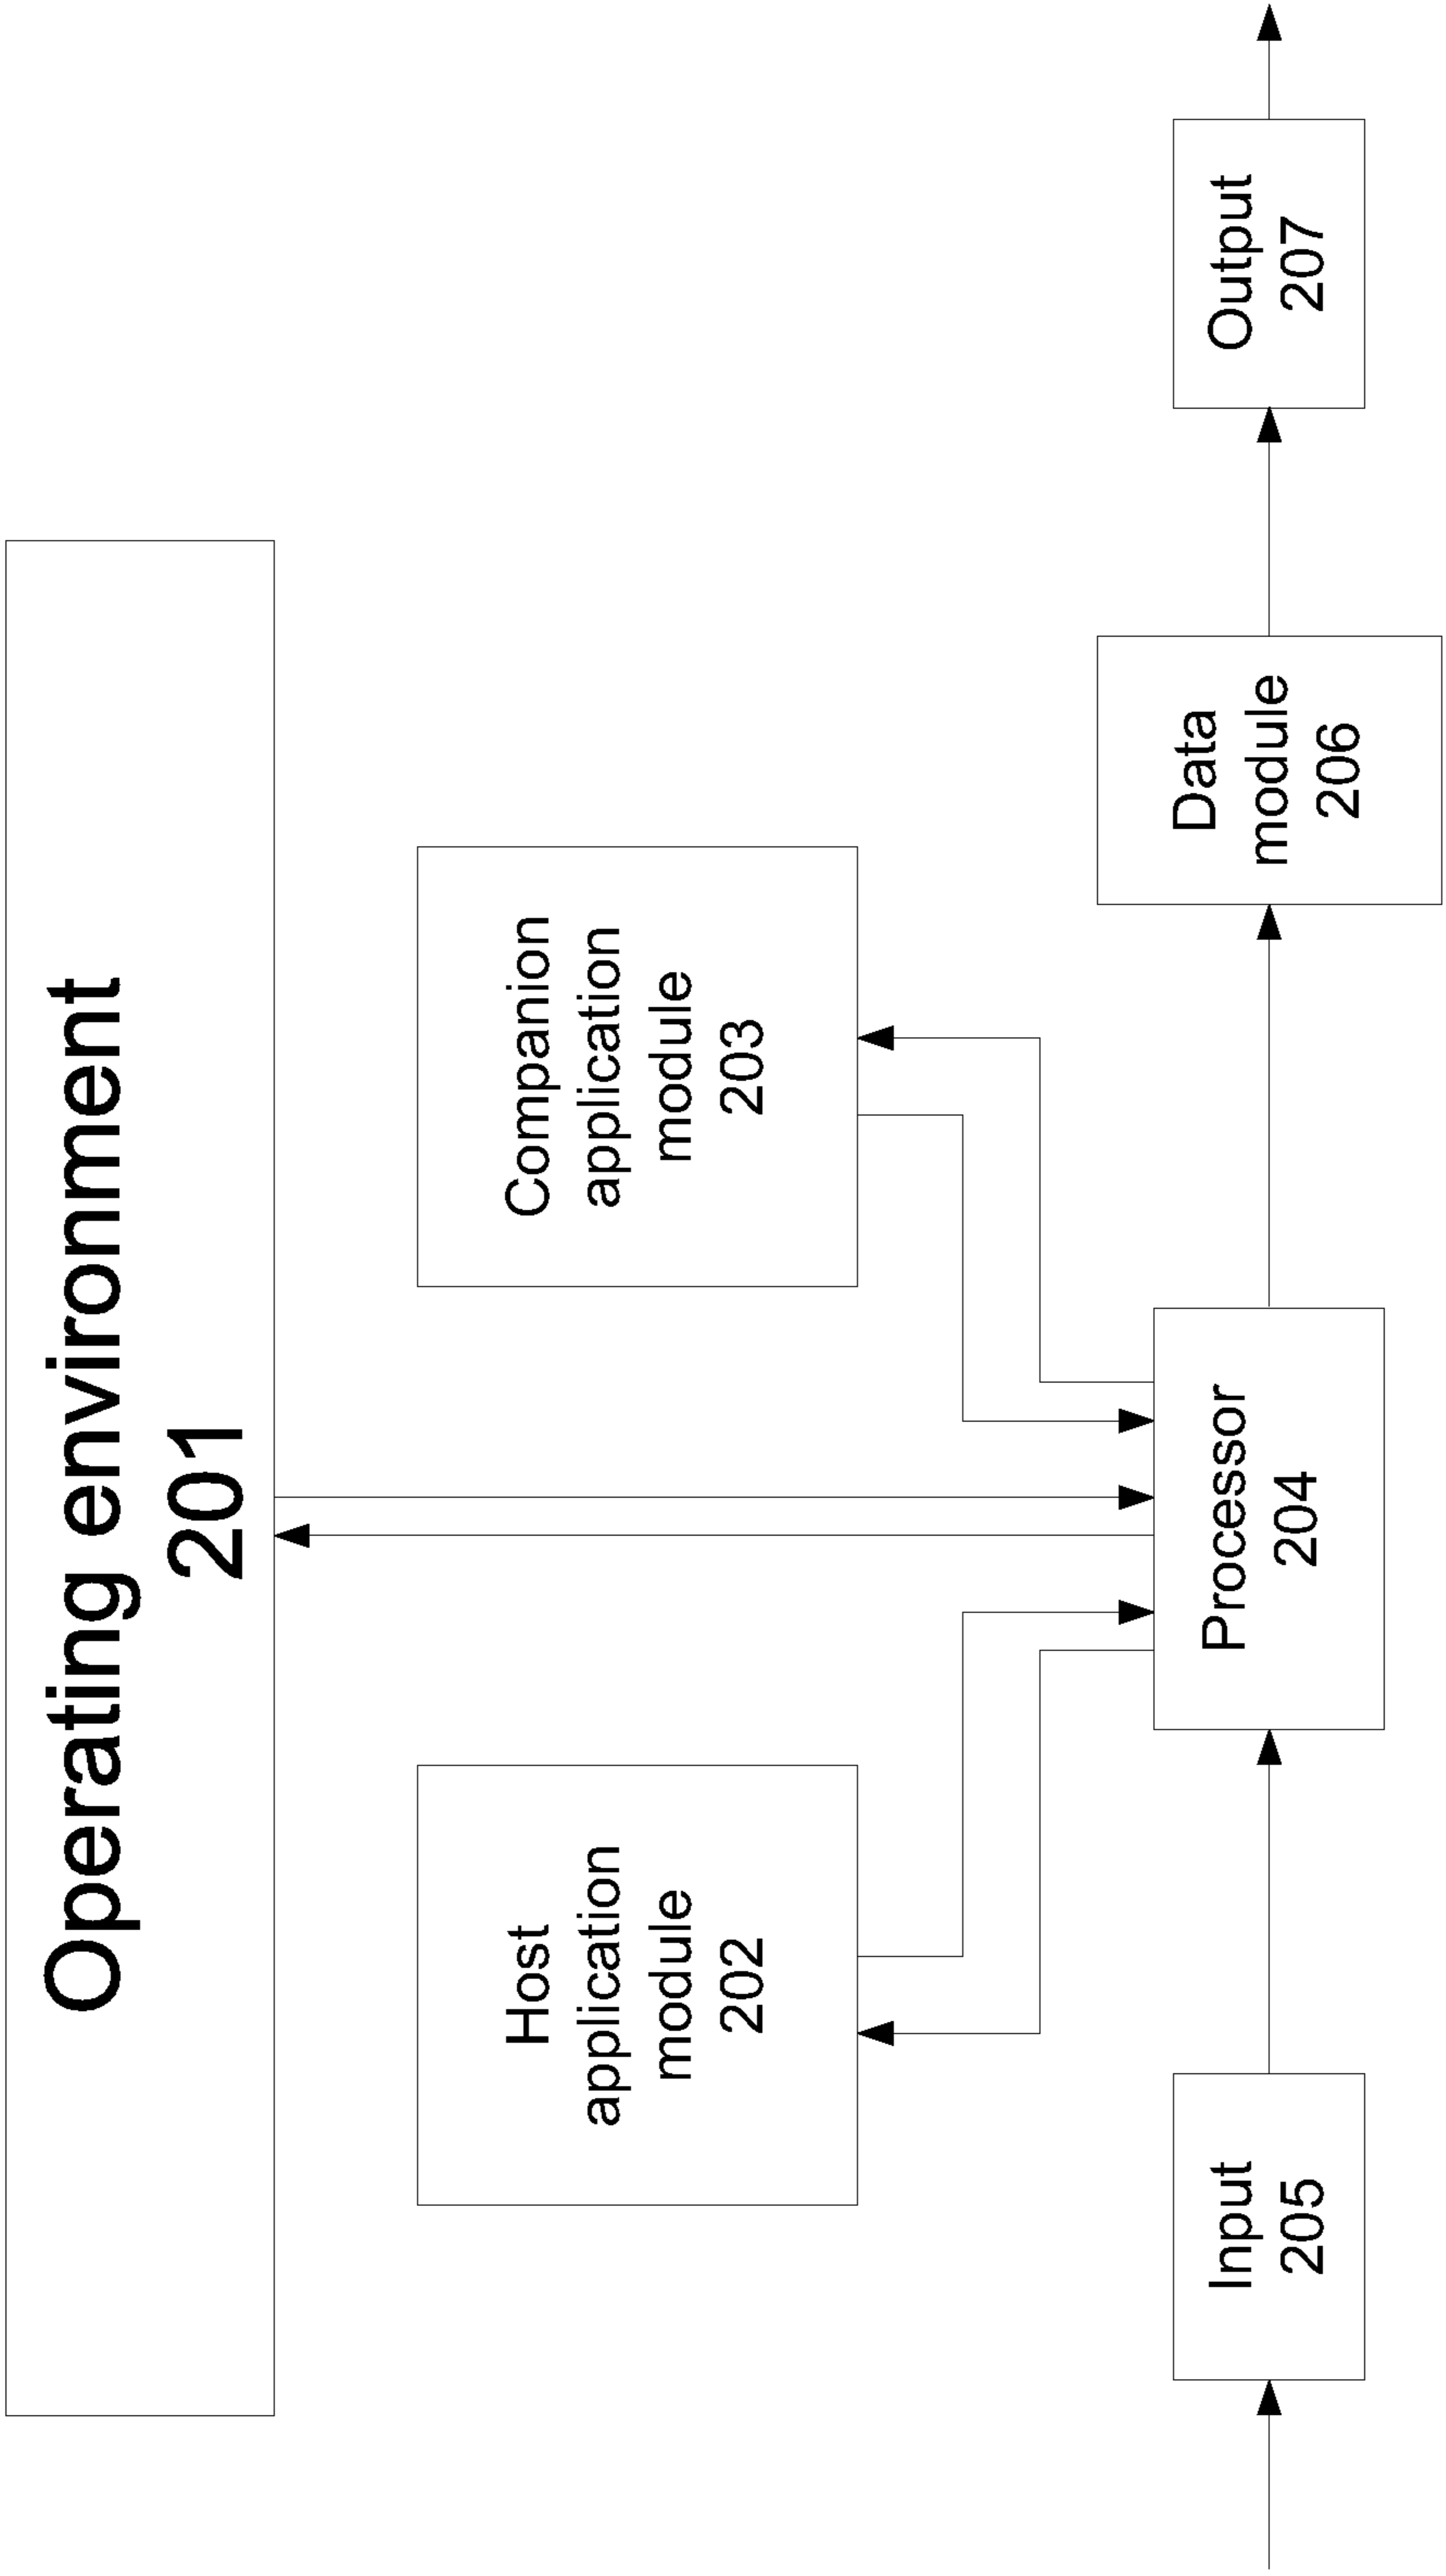 Operating environment
201
Host
application
module
202
Companion
application
module
203
Input
205
Processor
204
Data
module
206
Output
207